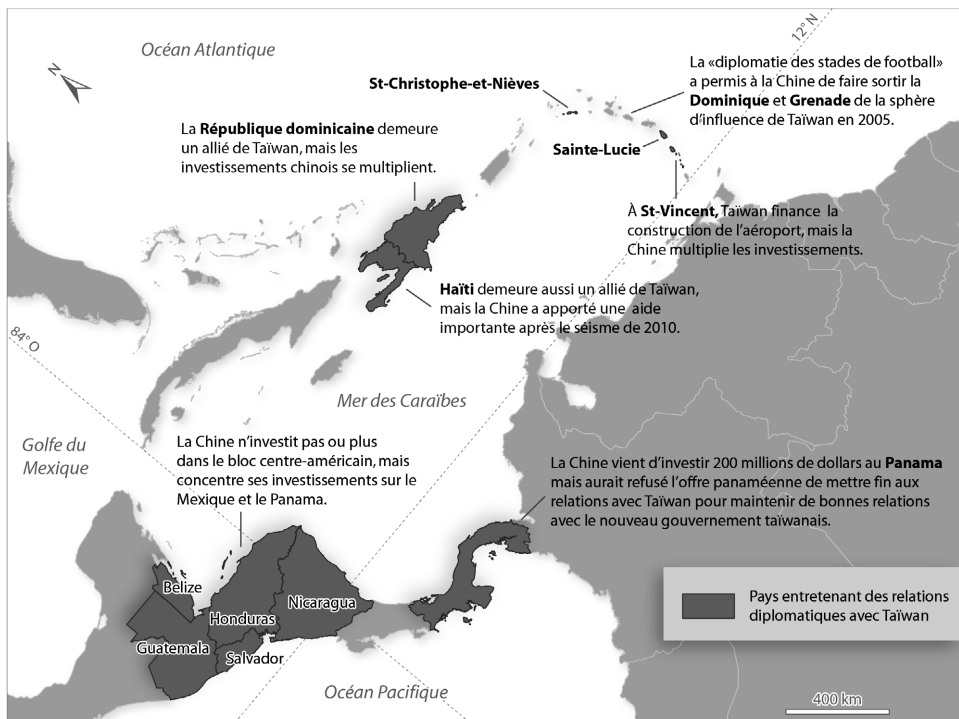 Océan Atlantique
12° N
N
La «diplomatie des stades de football»
a permis à la Chine de faire sortir la
Dominique et Grenade de la sphère
d'influence de Taïwan en 2005.
St-Christophe-et-Nièves
La République dominicaine demeure
un allié de Taïwan, mais les
investissements chinois se multiplient.
Sainte-Lucie
À St-Vincent, Taïwan finance la
construction de l'aéroport, mais la
Chine multiplie les investissements.
Haïti demeure aussi un allié de Taïwan,
mais la Chine a apporté une aide
importante après le séisme de 2010.
84° O
Mer des Caraïbes
Golfe du
Mexique
La Chine n'investit pas ou plus
dans le bloc centre-américain, mais
concentre ses investissements sur le
Mexique et le Panama.
La Chine vient d'investir 200 millions de dollars au Panama
mais aurait refusé l'offre panaméenne de mettre fin aux
relations avec Taïwan pour maintenir de bonnes relations
avec le nouveau gouvernement taïwanais.
Belize
Nicaragua
Honduras
Guatemala
Salvador
Pays entretenant des relations
diplomatiques avec Taïwan
Océan Pacifique
400 km